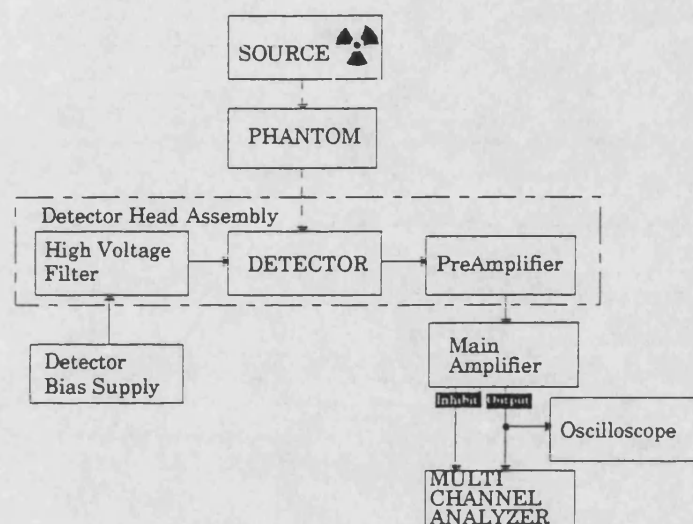 SOURCE
PHANTOM
Detector Head Assembly
High Voltage
Filter
DETECTOR
PreAmplifier
Detector
Bias Supply
Main
Amplifier
Inhibit Output
Oscilloscope
MULTI
CHANNEL
ANALYZER